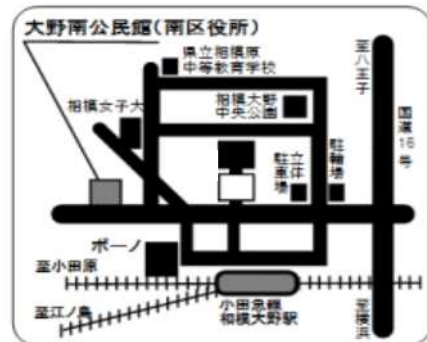 大野南公民館(南区役所)
県立相模原
中等教育学校
至八王子
相模女子大
相模大野
中央公園
国道16号
駐輪場
立体
駐車場
ボーノ
至小田原
至江ノ島
小田急線
相模大野駅
至横浜